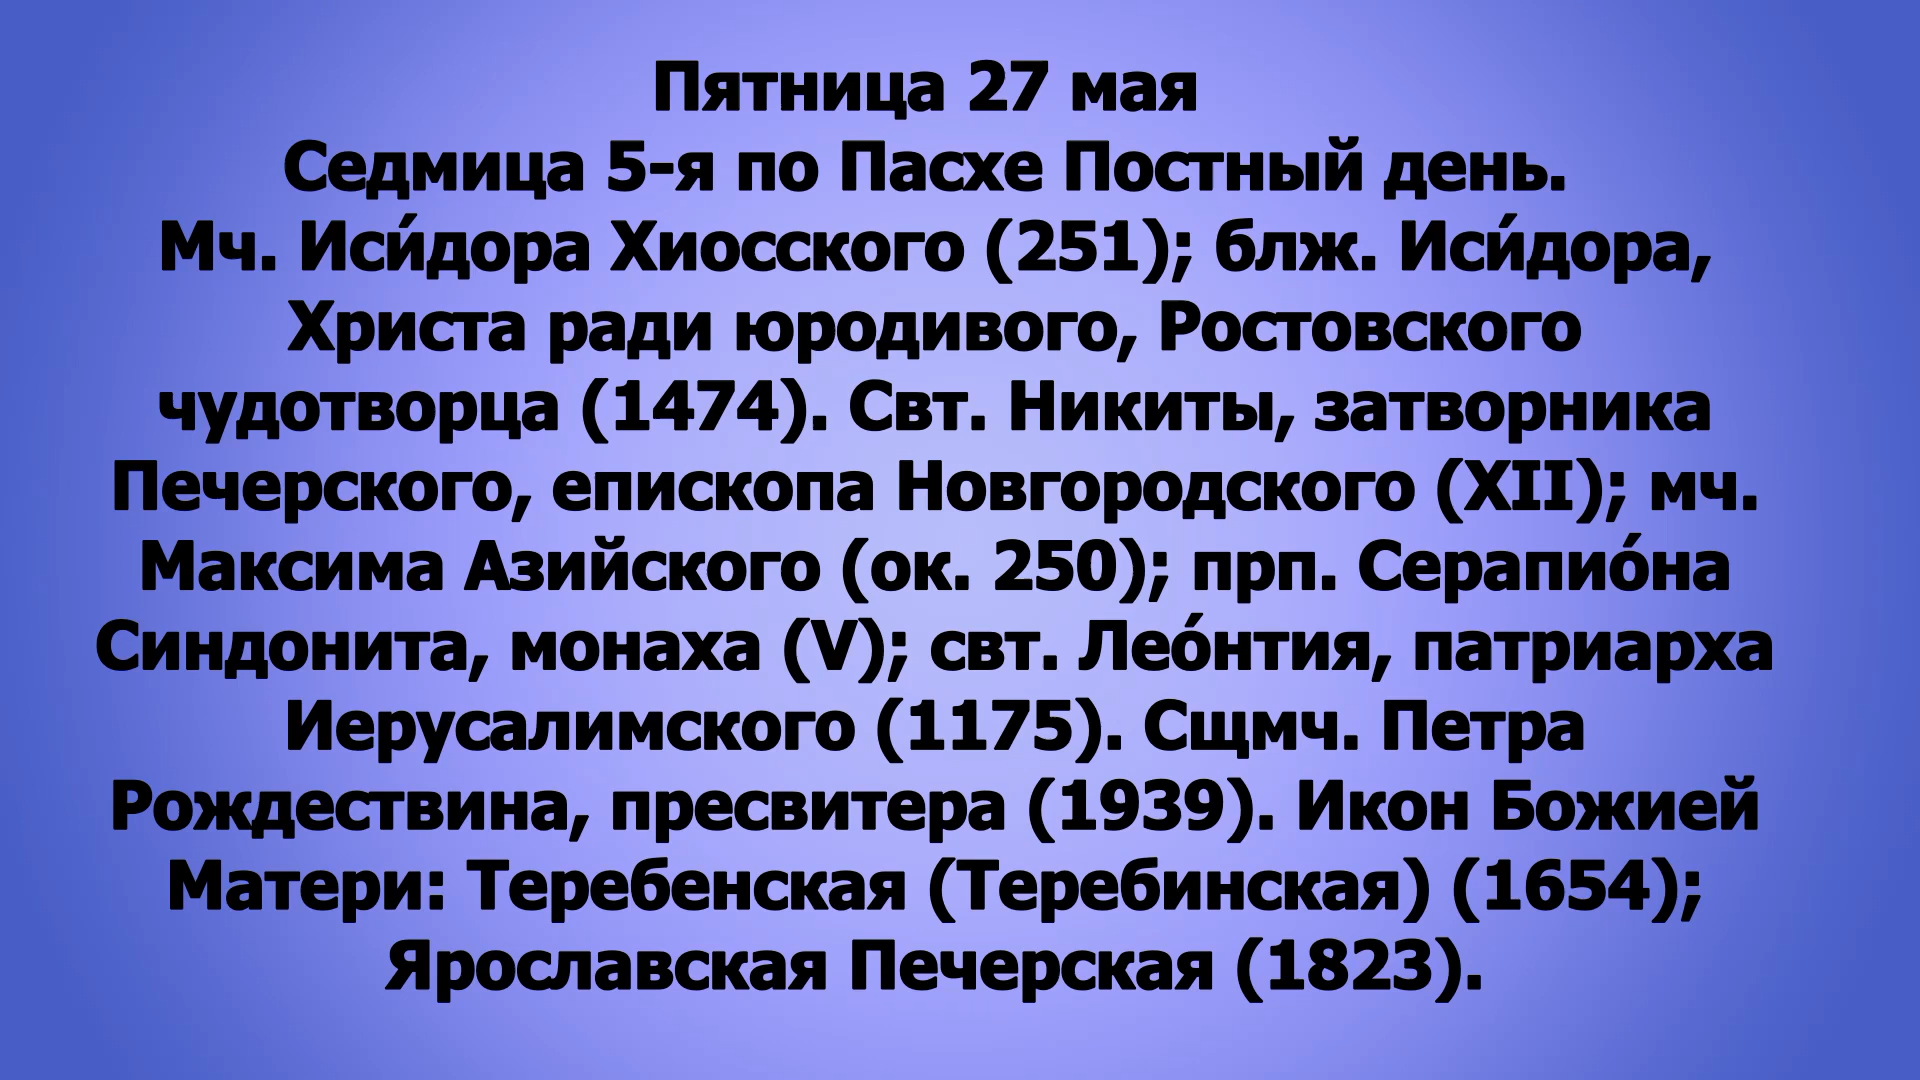 Пятница 27 мая
Седмица 5-я по Пасхе Постный день.
Мч. Иси́дора Хиосского (251); блж. Иси́дора,
Христа ради юродивого, Ростовского
чудотворца (1474). Свт. Никиты, затворника
Печерского, епископа Новгородского (XII); мч.
Максима Азийского (ок. 250); прп. Серапио́на
Синдонита, монаха (V); свт. Лео́нтия, патриарха
Иерусалимского (1175). Сщмч. Петра
Рождествина, пресвитера (1939). Икон Божией
Матери: Теребенская (Теребинская) (1654);
Ярославская Печерская (1823).